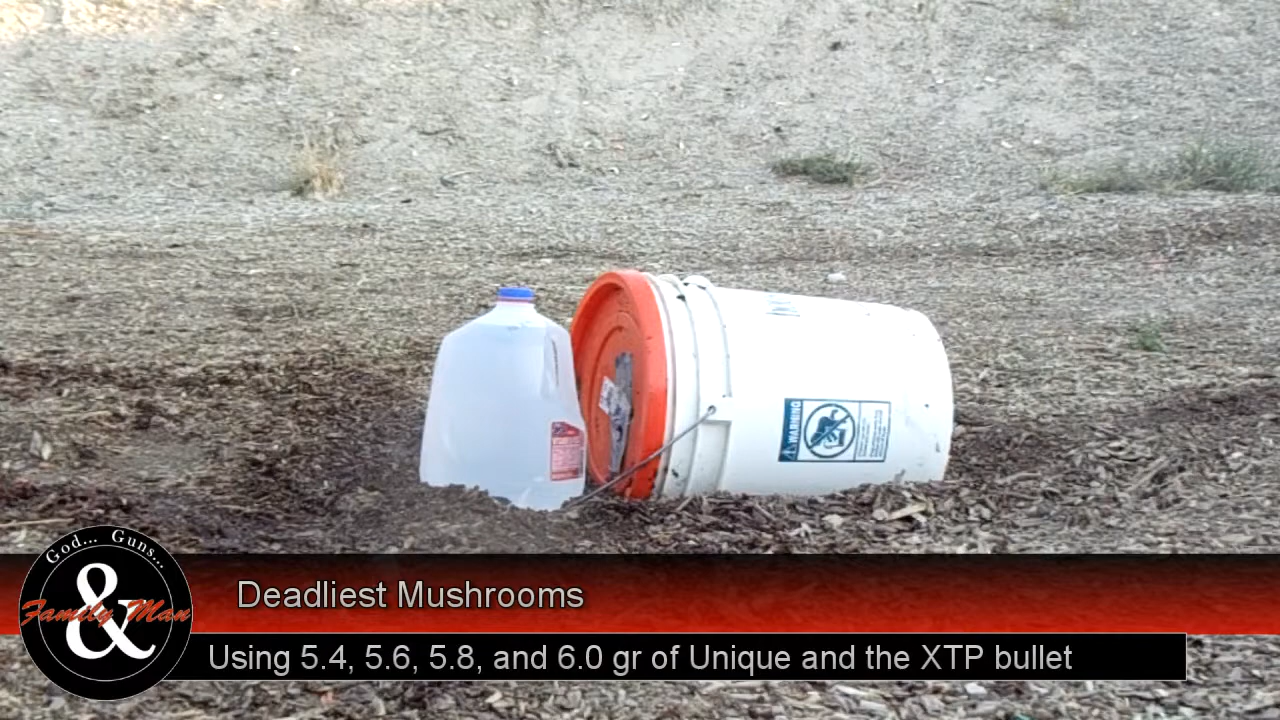 WARNING
God... Guns...
&
Family Man
Deadliest Mushrooms
Using 5.4, 5.6, 5.8, and 6.0 gr of Unique and the XTP bullet